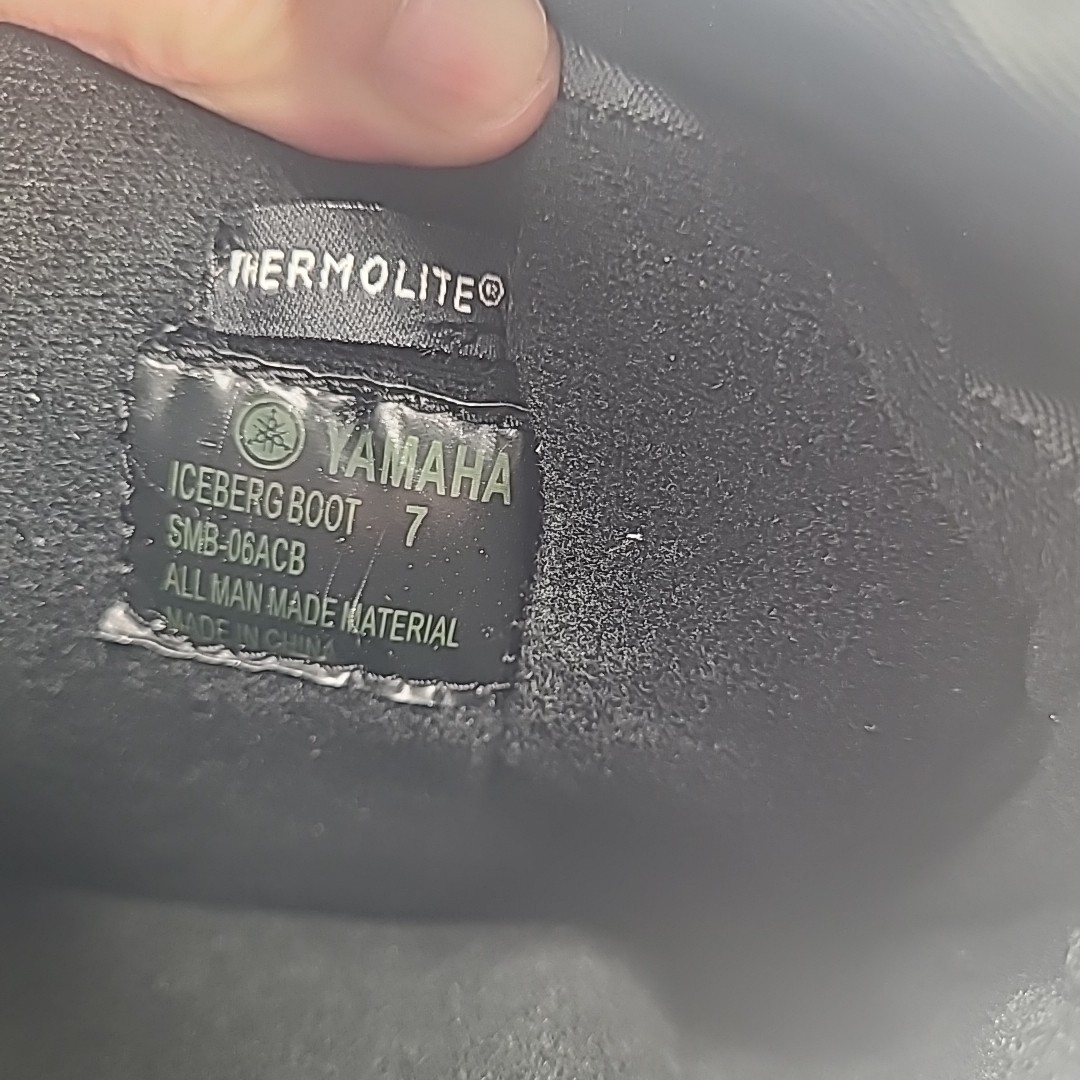 THERMOLITE®
YAMAHA
ICEBERG BOOT 7
SMB-06ACB
ALL MAN MADE MATERIAL
MADE IN CHINA